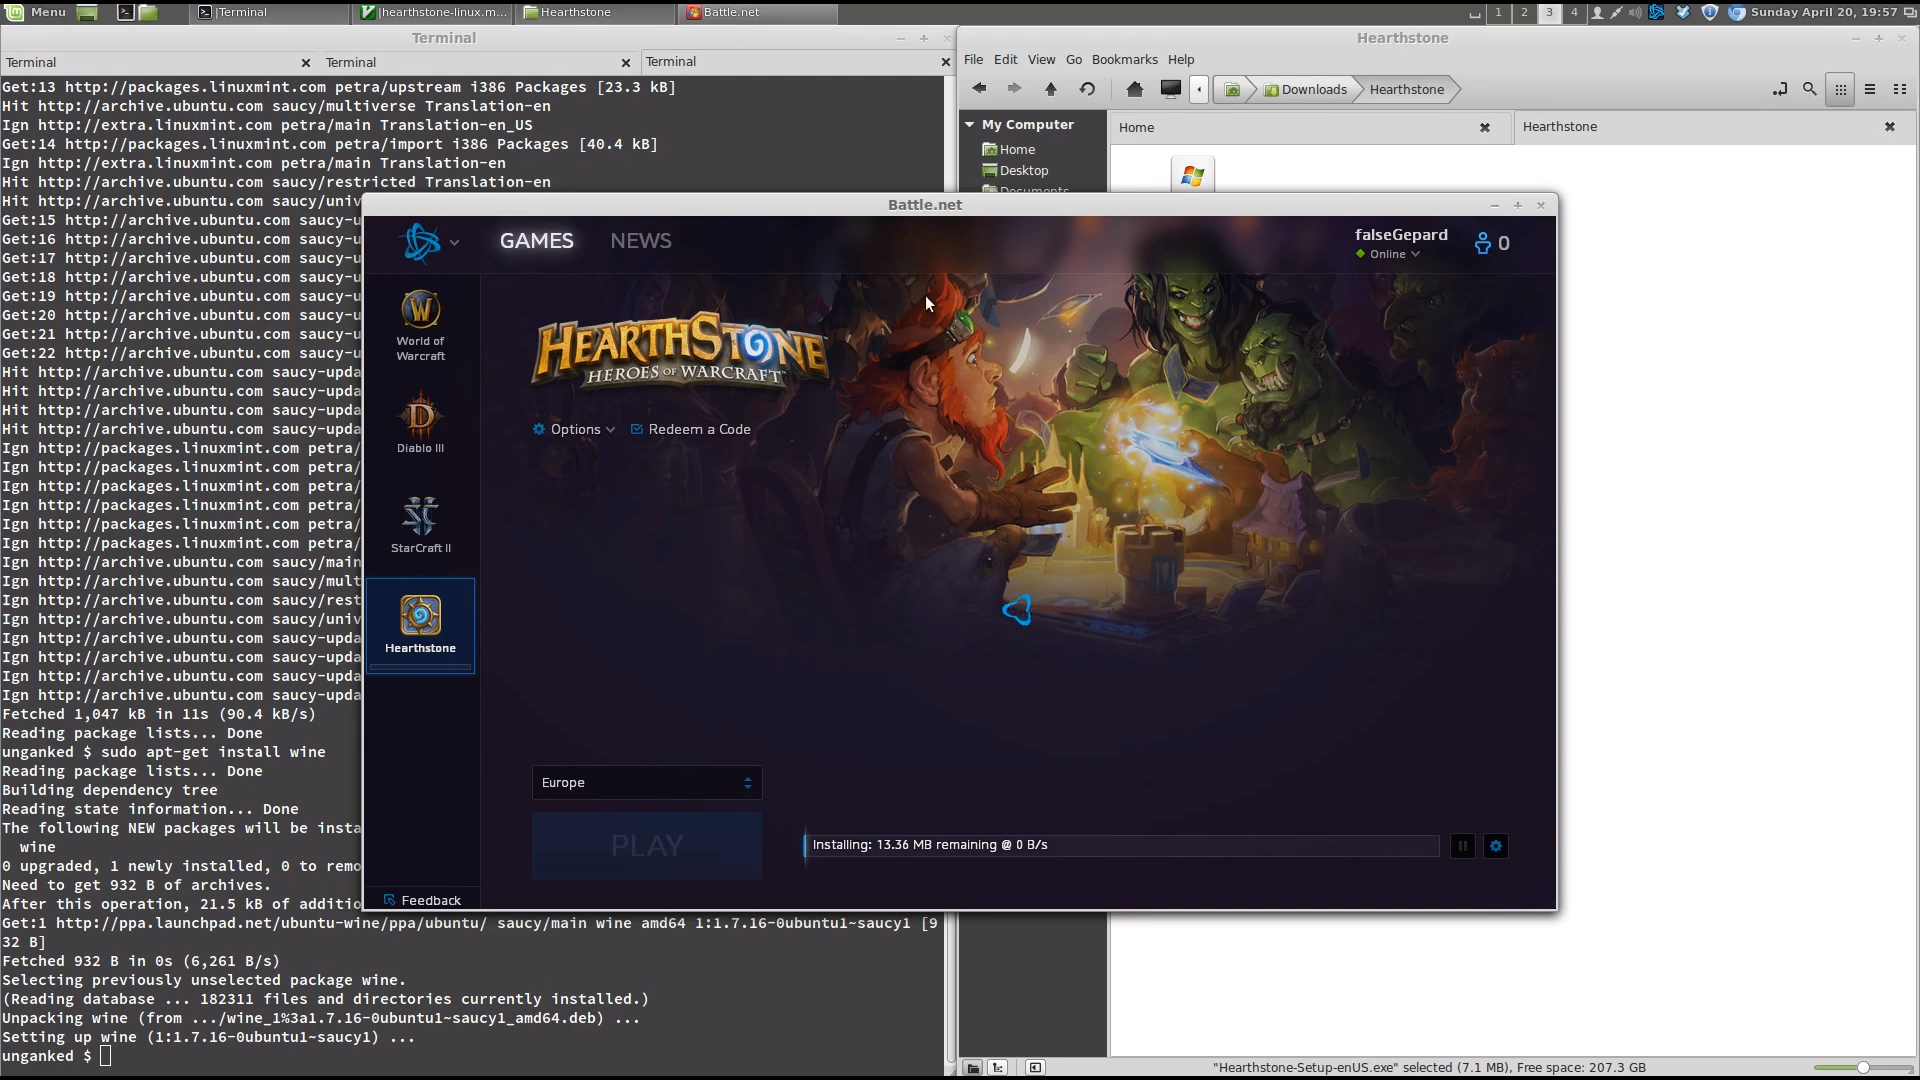 Menu
|Terminal
|hearthstone-linux.m...
Hearthstone
Battle.net
1 2 3 4
Sunday April 20, 19:57
Terminal
Terminal
Terminal
Terminal
Get:13 http://packages.linuxmint.com petra/upstream i386 Packages [23.3 kB]
Hit http://archive.ubuntu.com saucy/multiverse Translation-en
Ign http://extra.linuxmint.com petra/main Translation-en_US
Get:14 http://packages.linuxmint.com petra/import i386 Packages [40.4 kB]
Ign http://extra.linuxmint.com petra/main Translation-en
Hit http://archive.ubuntu.com saucy/restricted Translation-en
Hit http://archive.ubuntu.com saucy/univ
Get:15 http://archive.ubuntu.com saucy-u
Get:16 http://archive.ubuntu.com saucy-u
Get:17 http://archive.ubuntu.com saucy-u
Get:18 http://archive.ubuntu.com saucy-u
Get:19 http://archive.ubuntu.com saucy-u
Get:20 http://archive.ubuntu.com saucy-u
Get:21 http://archive.ubuntu.com saucy-u
Get:22 http://archive.ubuntu.com saucy-u
Hit http://archive.ubuntu.com saucy-upda
Hit http://archive.ubuntu.com saucy-upda
Hit http://archive.ubuntu.com saucy-upda
Hit http://archive.ubuntu.com saucy-upda
Ign http://packages.linuxmint.com petra/
Ign http://packages.linuxmint.com petra/
Ign http://packages.linuxmint.com petra/
Ign http://packages.linuxmint.com petra/
Ign http://packages.linuxmint.com petra/
Ign http://packages.linuxmint.com petra/
Ign http://archive.ubuntu.com saucy/main
Ign http://archive.ubuntu.com saucy/mult
Ign http://archive.ubuntu.com saucy/rest
Ign http://archive.ubuntu.com saucy/univ
Ign http://archive.ubuntu.com saucy-upda
Ign http://archive.ubuntu.com saucy-upda
Ign http://archive.ubuntu.com saucy-upda
Ign http://archive.ubuntu.com saucy-upda
Fetched 1,047 kB in 11s (90.4 kB/s)
Reading package lists... Done
unganked $ sudo apt-get install wine
Reading package lists... Done
Building dependency tree
Reading state information... Done
The following NEW packages will be insta
wine
0 upgraded, 1 newly installed, 0 to remo
Need to get 932 B of archives.
After this operation, 21.5 kB of additio
Get:1 http://ppa.launchpad.net/ubuntu-wine/ppa/ubuntu/ saucy/main wine amd64 1:1.7.16-0ubuntu1~saucy1 [9
32 B]
Fetched 932 B in 0s (6,261 B/s)
Selecting previously unselected package wine.
(Reading database ... 182311 files and directories currently installed.)
Unpacking wine (from .../wine_1%3a1.7.16-0ubuntu1~saucy1_amd64.deb) ...
Setting up wine (1:1.7.16-0ubuntu1~saucy1) ...
unganked $
Hearthstone
File Edit View Go Bookmarks Help
Downloads
Hearthstone
My Computer
Home
Desktop
Documents
Home
Hearthstone
"Hearthstone-Setup-enUS.exe" selected (7.1 MB), Free space: 207.3 GB
Battle.net
GAMES
NEWS
falseGepard
Online
0
World of
Warcraft
Diablo III
StarCraft II
Hearthstone
Feedback
HEARTHSTONE
HEROES OF WARCRAFT
Options
Redeem a Code
Europe
PLAY
Installing: 13.36 MB remaining @ 0 B/s